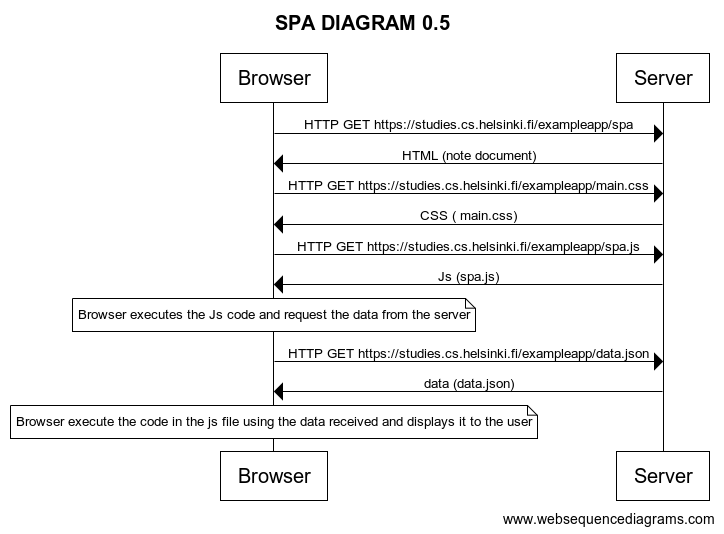 SPA DIAGRAM 0.5
Browser
Server
HTTP GET https://studies.cs.helsinki.fi/exampleapp/spa
HTML (note document)
HTTP GET https://studies.cs.helsinki.fi/exampleapp/main.css
CSS ( main.css)
HTTP GET https://studies.cs.helsinki.fi/exampleapp/spa.js
Js (spa.js)
Browser executes the Js code and request the data from the server
HTTP GET https://studies.cs.helsinki.fi/exampleapp/data.json
data (data.json)
Browser execute the code in the js file using the data received and displays it to the user
Browser
Server
www.websequencediagrams.com